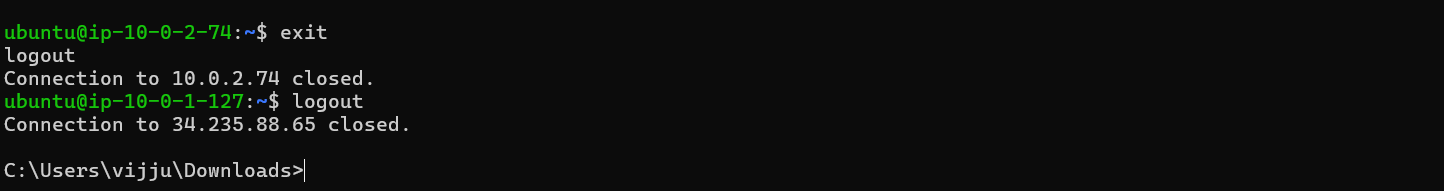 ubuntu@ip-10-0-2-74:~$ exit
logout
Connection to 10.0.2.74 closed.
ubuntu@ip-10-0-1-127:~$ logout
Connection to 34.235.88.65 closed.
C:\Users\vijju\Downloads>